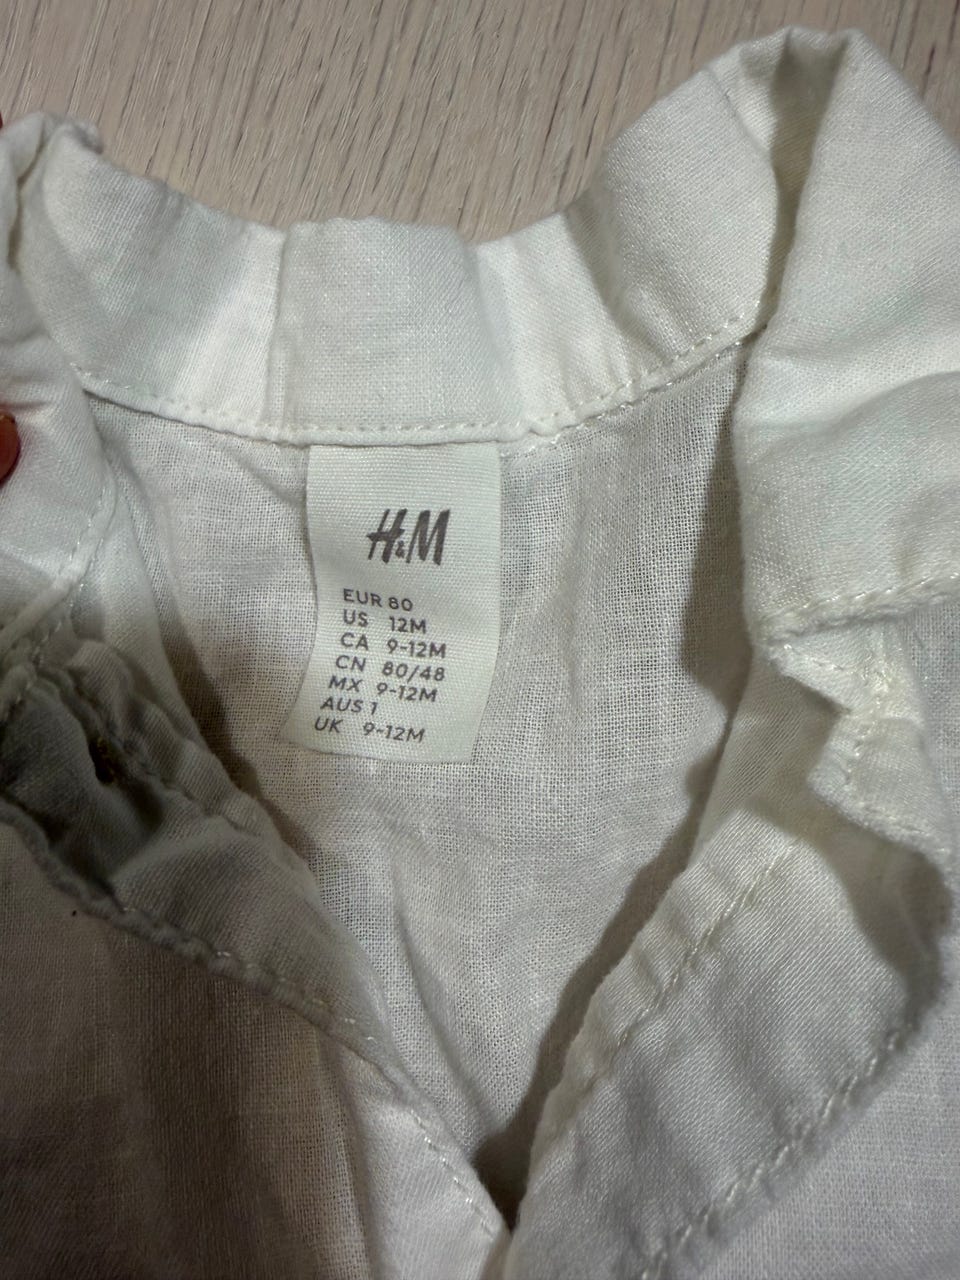 H&M
EUR 80
US 12M
CA 9-12M
CN 80/48
MX 9-12M
AUS 1
UK 9-12M